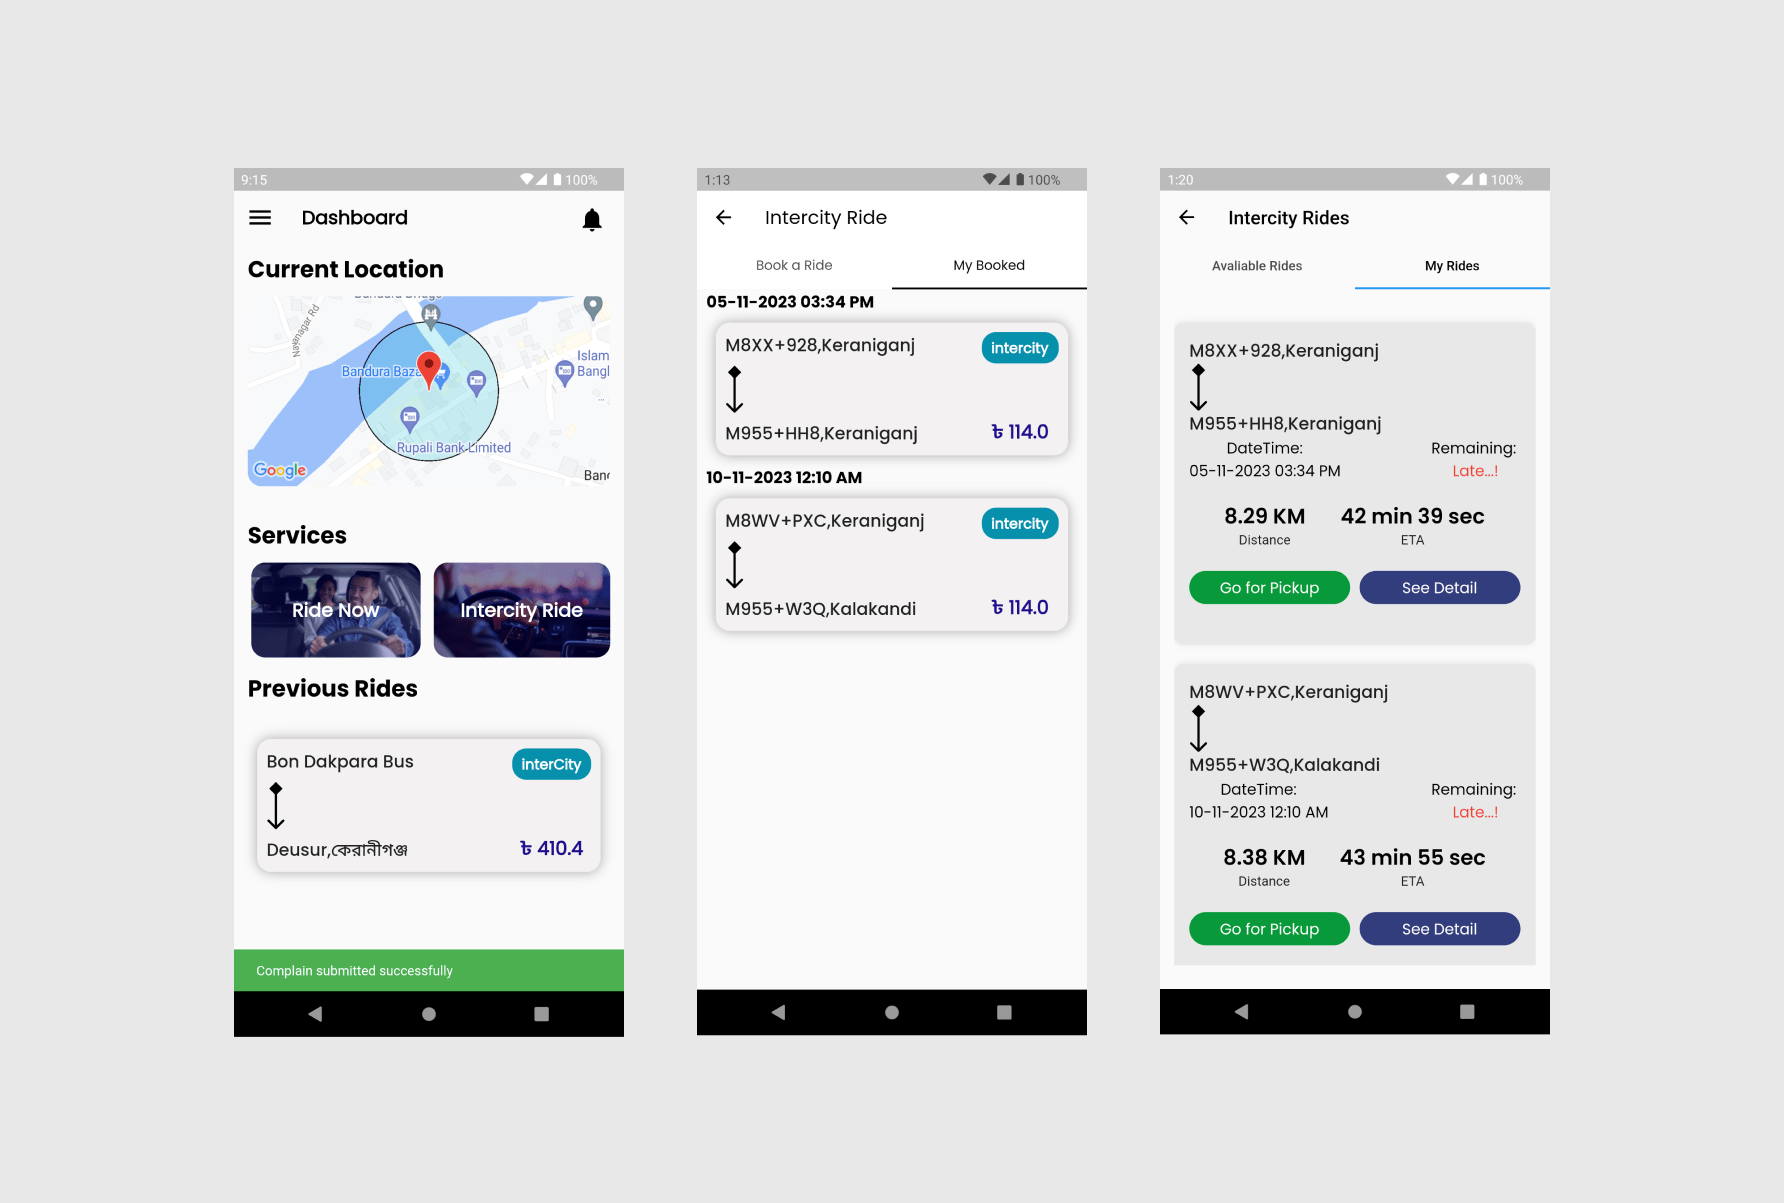 9:15
100%
Dashboard
Current Location
Bandura Bridge
Nayanagar Rd
Islam
Bangl
Bandura Baza
Rupali Bank Limited
Google
Ban
Services
Ride Now
Intercity Ride
Previous Rides
Bon Dakpara Bus
interCity
Deusur,কেরানীগঞ্জ
৳ 410.4
Complain submitted successfully
1:13
100%
Intercity Ride
Book a Ride
My Booked
05-11-2023 03:34 PM
M8XX+928,Keraniganj
intercity
M955+HH8,Keraniganj
৳ 114.0
10-11-2023 12:10 AM
M8WV+PXC,Keraniganj
intercity
M955+W3Q,Kalakandi
৳ 114.0
1:20
100%
Intercity Rides
Avaliable Rides
My Rides
M8XX+928,Keraniganj
M955+HH8,Keraniganj
DateTime:
Remaining:
05-11-2023 03:34 PM
Late...!
8.29 KM
42 min 39 sec
Distance
ETA
Go for Pickup
See Detail
M8WV+PXC,Keraniganj
M955+W3Q,Kalakandi
DateTime:
Remaining:
10-11-2023 12:10 AM
Late...!
8.38 KM
43 min 55 sec
Distance
ETA
Go for Pickup
See Detail